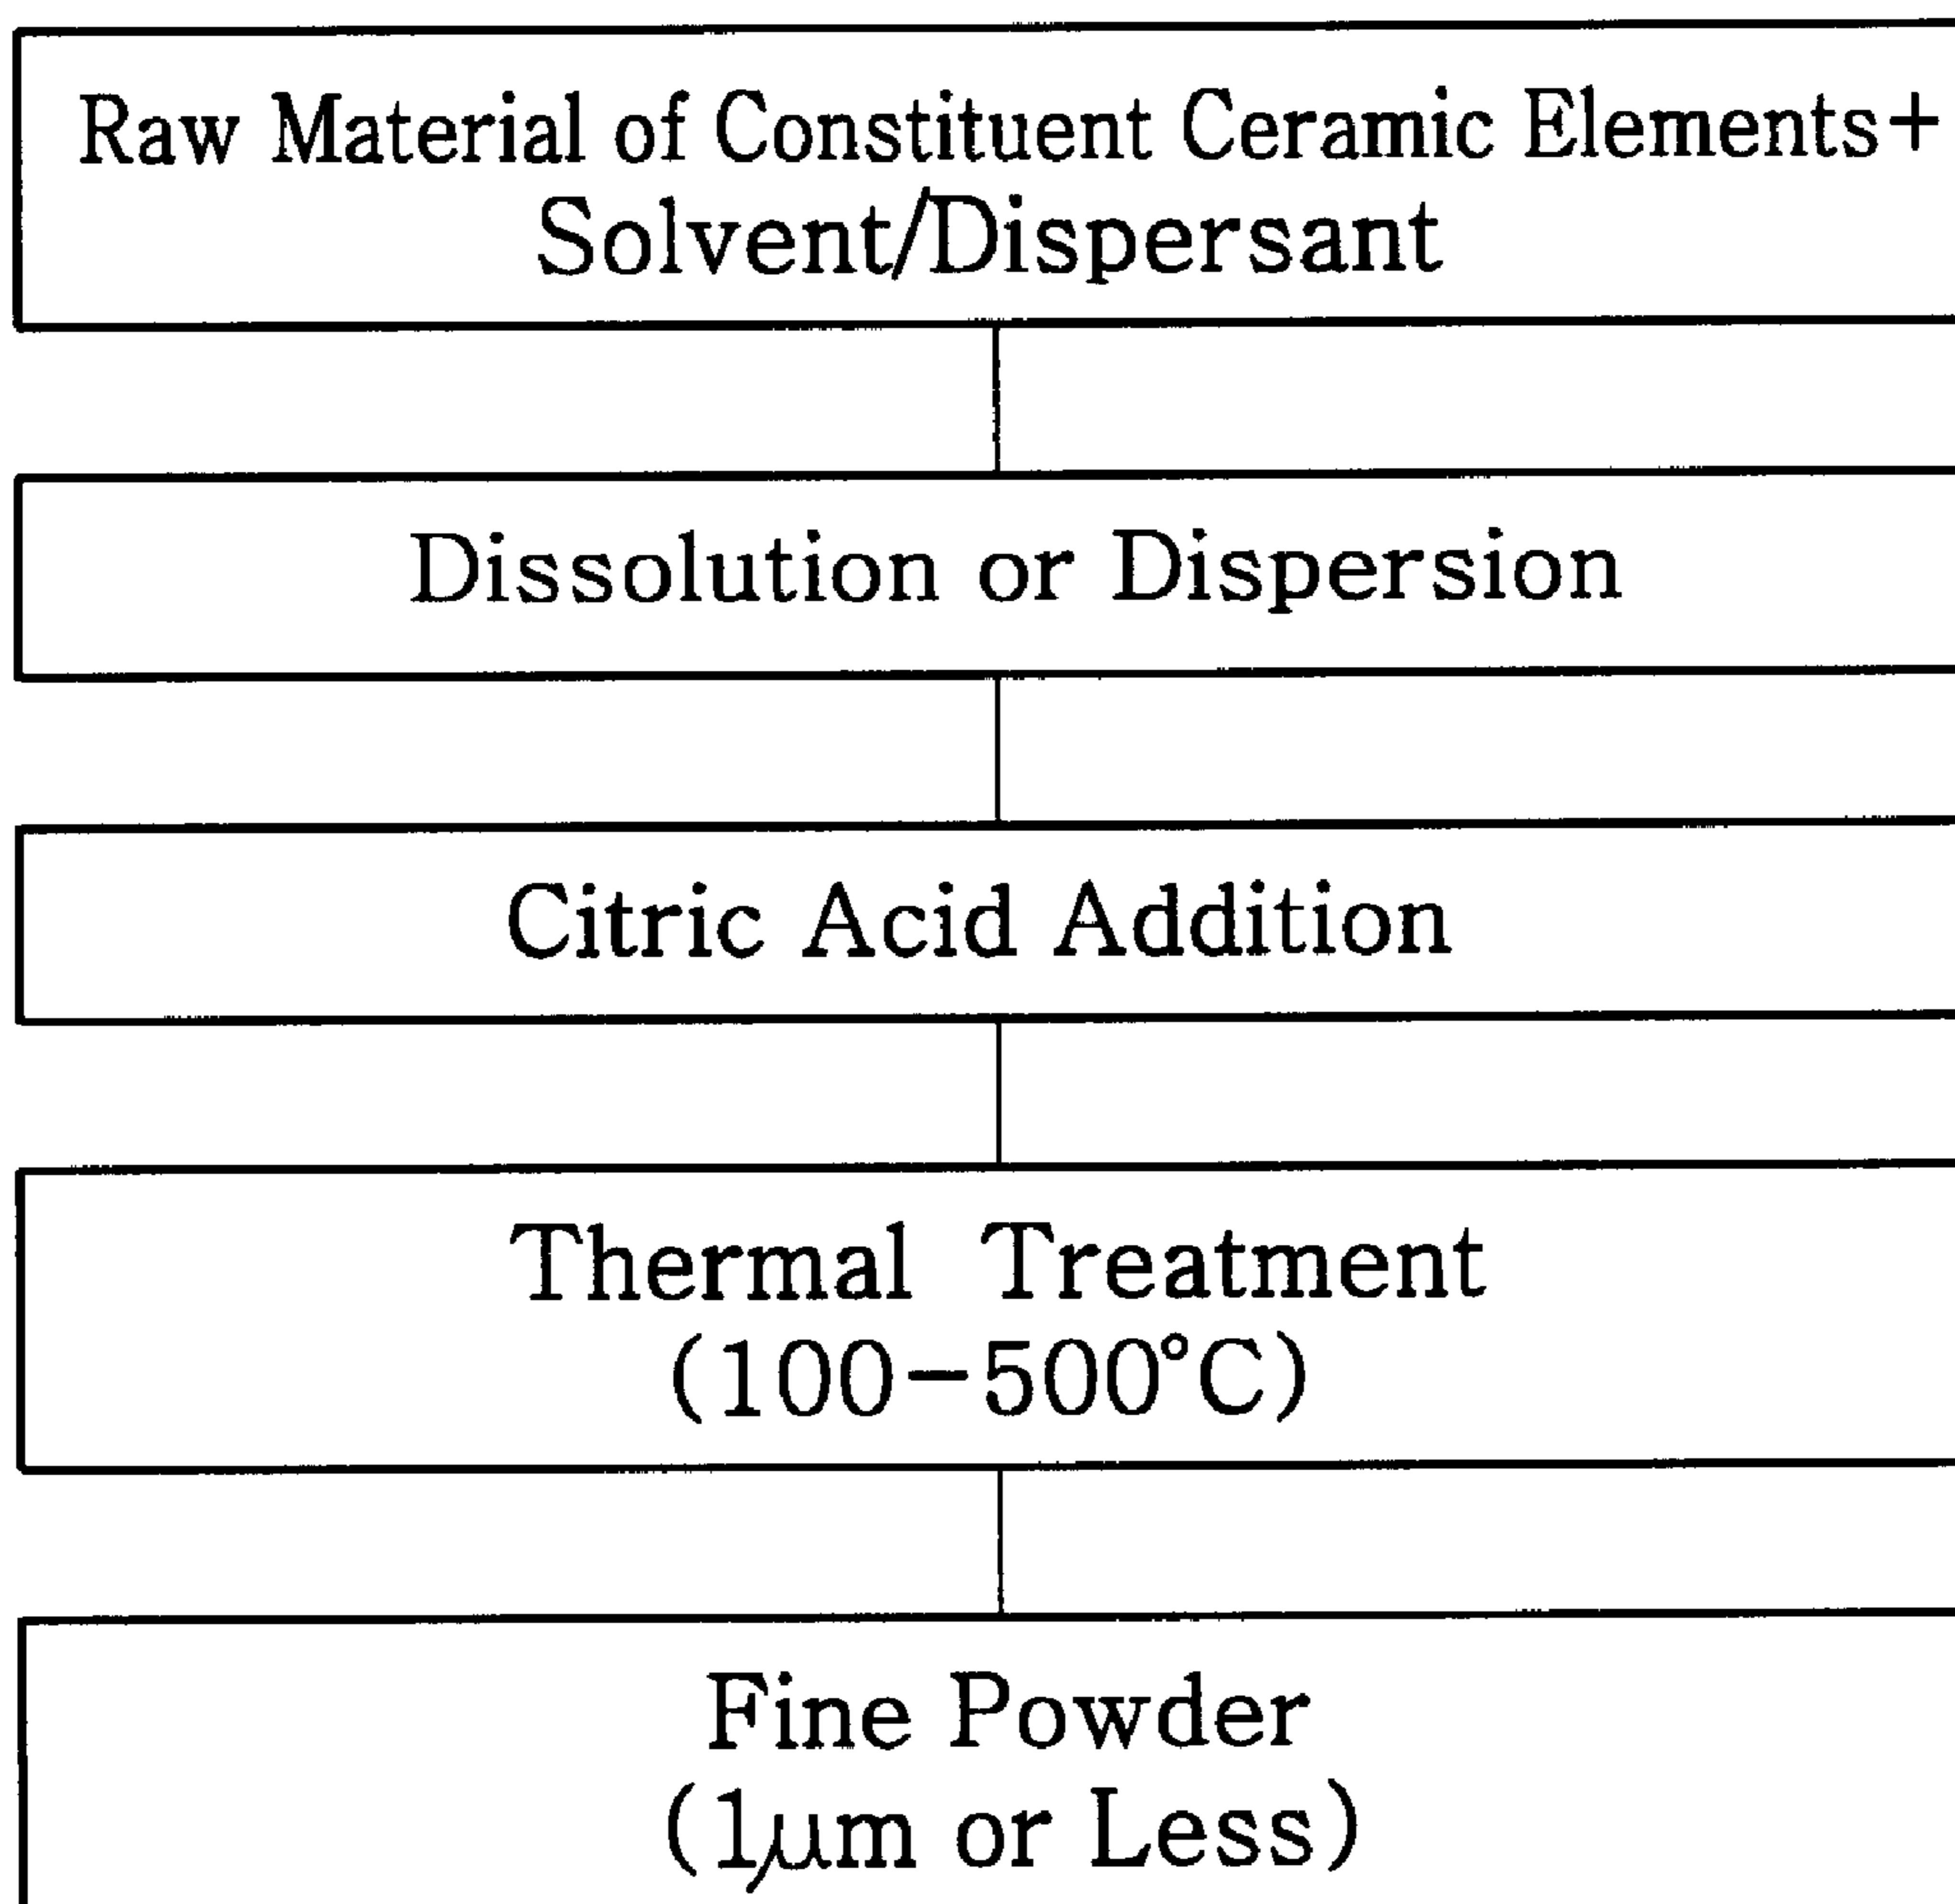 Raw Material of Constituent Ceramic Elements+
Solvent/Dispersant
Dissolution or Dispersion
Citric Acid Addition
Thermal Treatment
(100-500°C)
Fine Powder
(1μm or Less)